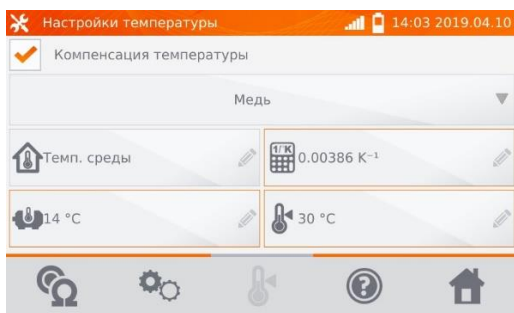 Настройки температуры 14:03 2019.04.10
Компенсация температуры
Медь
Темп. среды 1/°K 0.00386 K⁻¹
14 °C 30 °C
Ω ?